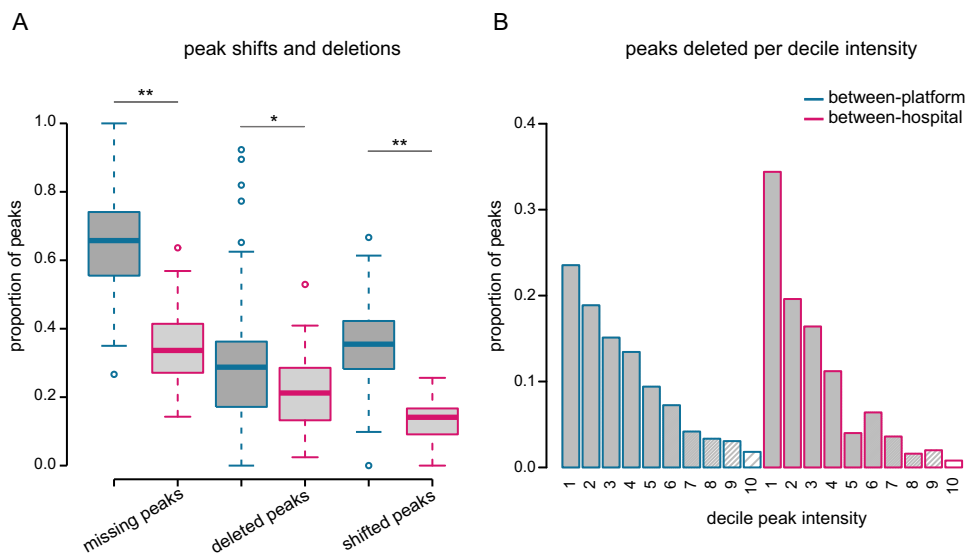 A
peak shifts and deletions
**
*
**
1.0
0.8
0.6
0.4
0.2
0.0
proportion of peaks
missing peaks
deleted peaks
shifted peaks
B
peaks deleted per decile intensity
between-platform
between-hospital
0.4
0.3
0.2
0.1
0.0
proportion of peaks
1 2 3 4 5 6 7 8 9 10 1 2 3 4 5 6 7 8 9 10
decile peak intensity